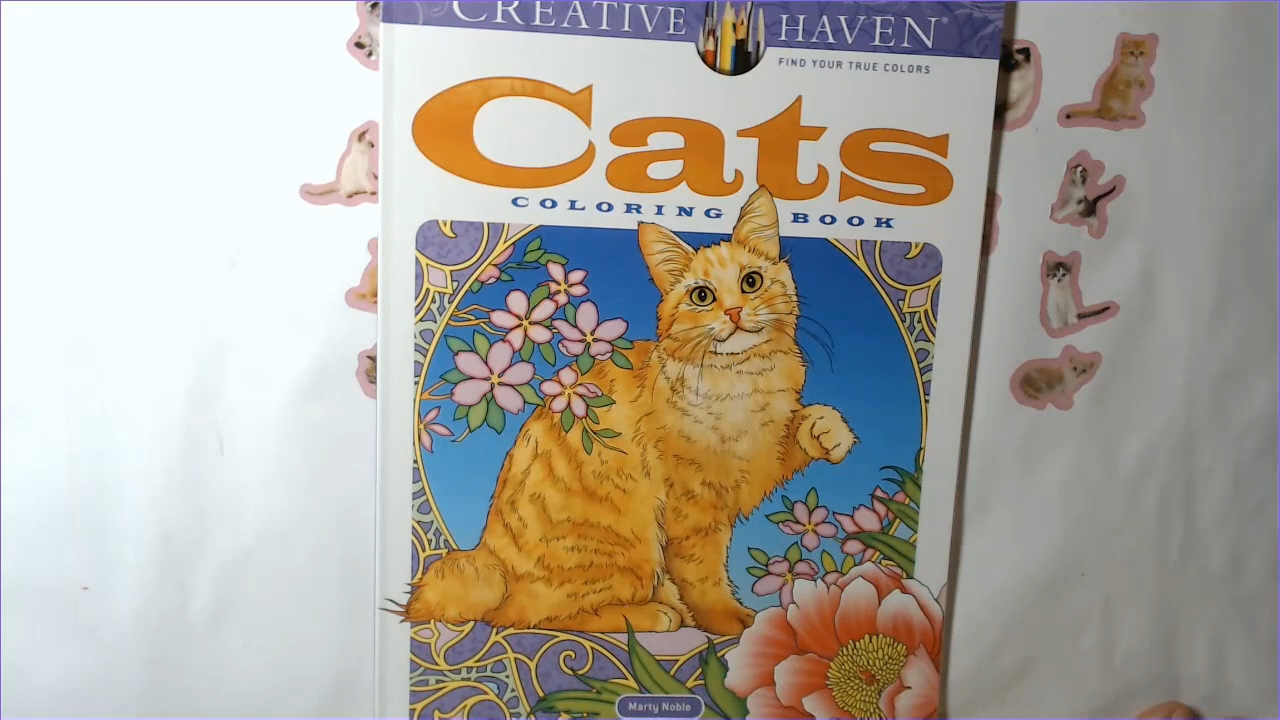 CREATIVE HAVEN®
FIND YOUR TRUE COLORS
Cats
COLORING BOOK
Marty Noble